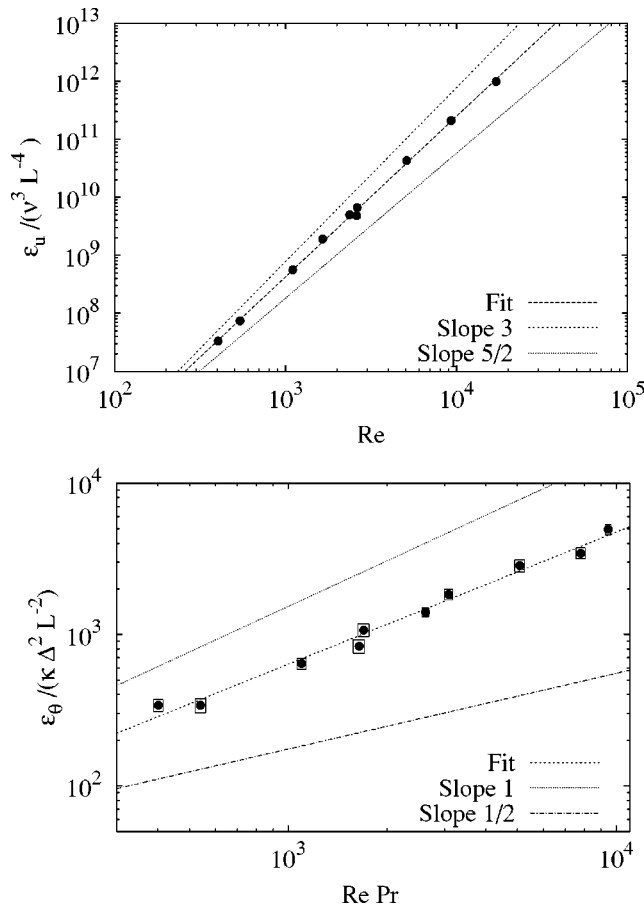 10^13
10^12
10^11
10^10
10^9
10^8
10^7
ε_u /(ν^3 L^-4)
Fit
Slope 3
Slope 5/2
10^2 10^3 10^4 10^5
Re
10^4
10^3
10^2
ε_θ /(κ Δ^2 L^-2)
Fit
Slope 1
Slope 1/2
10^3 10^4
Re Pr